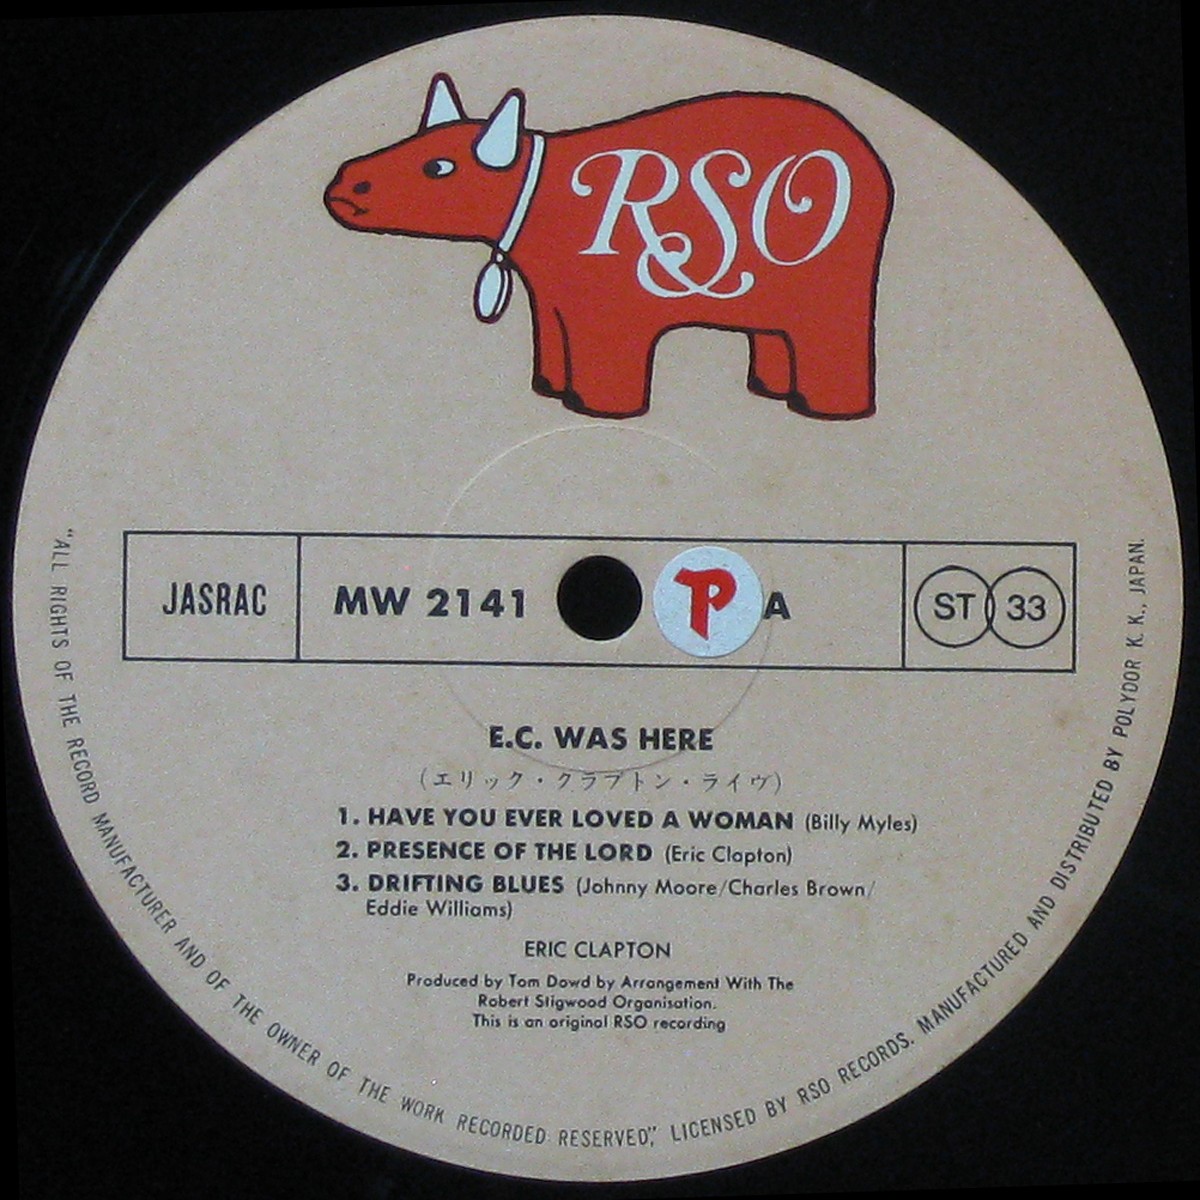 RSO
JASRAC
MW 2141
P
A
ST
33
E.C. WAS HERE
(エリック・クラプトン・ライヴ)
1. HAVE YOU EVER LOVED A WOMAN (Billy Myles)
2. PRESENCE OF THE LORD (Eric Clapton)
3. DRIFTING BLUES (Johnny Moore/Charles Brown/
Eddie Williams)
ERIC CLAPTON
Produced by Tom Dowd by Arrangement With The
Robert Stigwood Organisation.
This is an original RSO recording
"ALL RIGHTS OF THE RECORD MANUFACTURER AND OF THE OWNER OF THE WORK RECORDED RESERVED", LICENSED BY RSO RECORDS. MANUFACTURED AND DISTRIBUTED BY POLYDOR K. K., JAPAN.